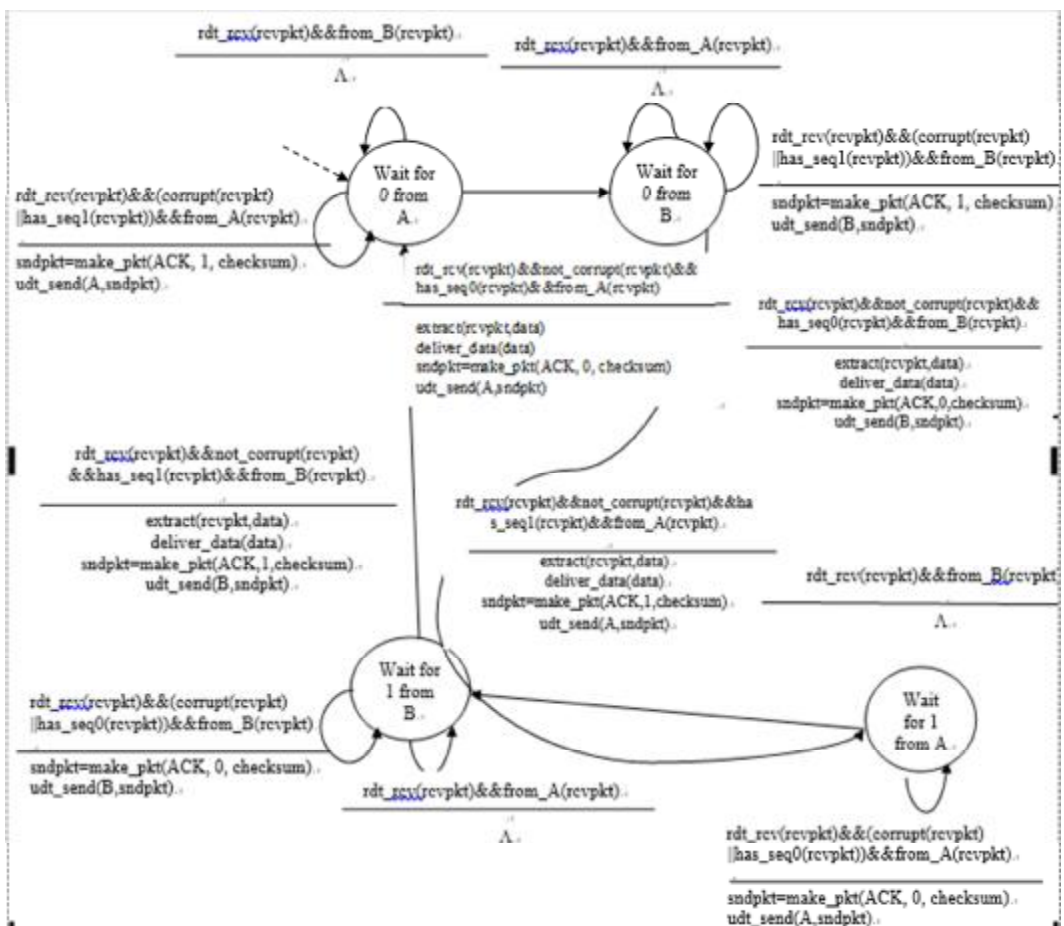 rdt_rcv(rcvpkt)&&from_B(rcvpkt)
Λ
rdt_rcv(rcvpkt)&&from_A(rcvpkt)
Λ
Wait for
0 from
A
Wait for
0 from
B
rdt_rcv(rcvpkt)&&(corrupt(rcvpkt)
||has_seq1(rcvpkt))&&from_B(rcvpkt)
sndpkt=make_pkt(ACK, 1, checksum)
udt_send(B,sndpkt)
rdt_rcv(rcvpkt)&&(corrupt(rcvpkt)
||has_seq1(rcvpkt))&&from_A(rcvpkt)
sndpkt=make_pkt(ACK, 1, checksum)
udt_send(A,sndpkt)
rdt_rcv(rcvpkt)&&not_corrupt(rcvpkt)&&
has_seq0(rcvpkt)&&from_A(rcvpkt)
extract(rcvpkt,data)
deliver_data(data)
sndpkt=make_pkt(ACK, 0, checksum)
udt_send(A,sndpkt)
rdt_rcv(rcvpkt)&&not_corrupt(rcvpkt)&&
has_seq0(rcvpkt)&&from_B(rcvpkt)
extract(rcvpkt,data)
deliver_data(data)
sndpkt=make_pkt(ACK,0,checksum)
udt_send(B,sndpkt)
rdt_rcv(rcvpkt)&&not_corrupt(rcvpkt)
&&has_seq1(rcvpkt)&&from_B(rcvpkt)
extract(rcvpkt,data)
deliver_data(data)
sndpkt=make_pkt(ACK,1,checksum)
udt_send(B,sndpkt)
rdt_rcv(rcvpkt)&&not_corrupt(rcvpkt)&&ha
s_seq1(rcvpkt)&&from_A(rcvpkt)
extract(rcvpkt,data)
deliver_data(data)
sndpkt=make_pkt(ACK,1,checksum)
udt_send(A,sndpkt)
rdt_rcv(rcvpkt)&&from_B(rcvpkt
Λ
Wait for
1 from
B
Wait
for 1
from A
rdt_rcv(rcvpkt)&&(corrupt(rcvpkt)
||has_seq0(rcvpkt))&&from_B(rcvpkt)
sndpkt=make_pkt(ACK, 0, checksum)
udt_send(B,sndpkt)
rdt_rcv(rcvpkt)&&from_A(rcvpkt)
Λ
rdt_rcv(rcvpkt)&&(corrupt(rcvpkt)
||has_seq0(rcvpkt))&&from_A(rcvpkt)
sndpkt=make_pkt(ACK, 0, checksum)
udt_send(A,sndpkt)